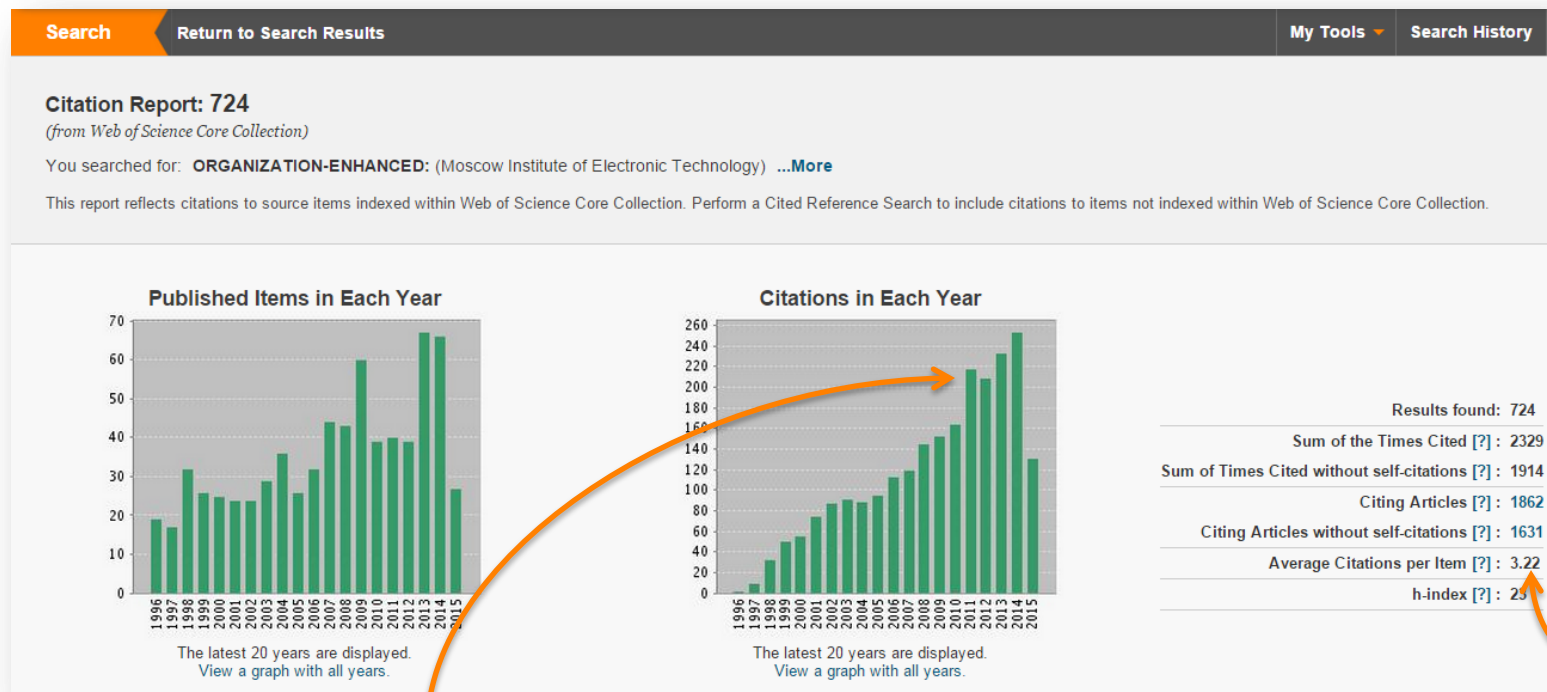 Search
Return to Search Results
My Tools
Search History
Citation Report: 724
(from Web of Science Core Collection)
You searched for: ORGANIZATION-ENHANCED: (Moscow Institute of Electronic Technology) ...More
This report reflects citations to source items indexed within Web of Science Core Collection. Perform a Cited Reference Search to include citations to items not indexed within Web of Science Core Collection.
Published Items in Each Year
70
60
50
40
30
20
10
0
1996
1997
1998
1999
2000
2001
2002
2003
2004
2005
2006
2007
2008
2009
2010
2011
2012
2013
2014
2015
The latest 20 years are displayed.
View a graph with all years.
Citations in Each Year
260
240
220
200
180
160
140
120
100
80
60
40
20
0
1996
1997
1998
1999
2000
2001
2002
2003
2004
2005
2006
2007
2008
2009
2010
2011
2012
2013
2014
2015
The latest 20 years are displayed.
View a graph with all years.
Results found: 724
Sum of the Times Cited [?] : 2329
Sum of Times Cited without self-citations [?] : 1914
Citing Articles [?] : 1862
Citing Articles without self-citations [?] : 1631
Average Citations per Item [?] : 3.22
h-index [?] :